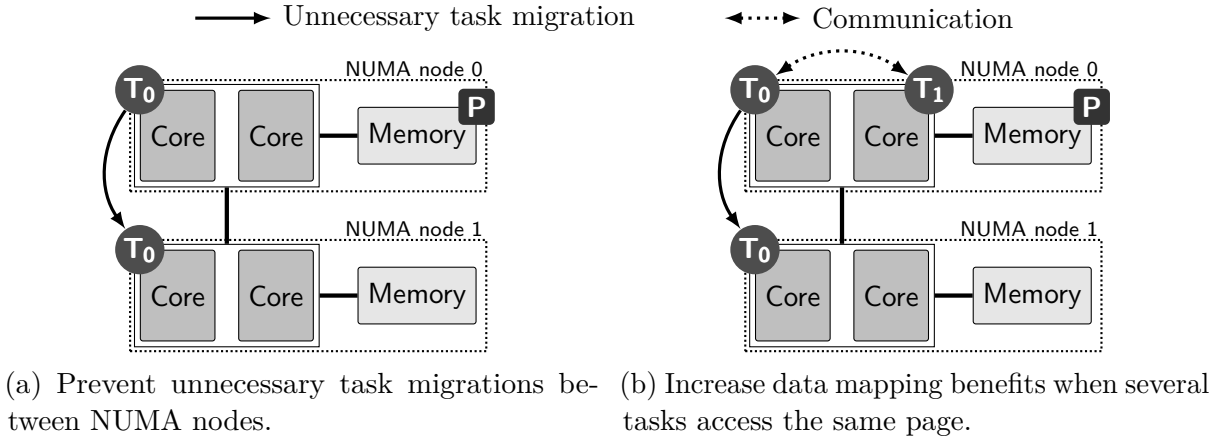 Unnecessary task migration
Communication
NUMA node 0
T0
P
Core
Core
Memory
NUMA node 1
T0
Core
Core
Memory
NUMA node 0
T0
T1
P
Core
Core
Memory
NUMA node 1
T0
Core
Core
Memory
(a) Prevent unnecessary task migrations be-
tween NUMA nodes.
(b) Increase data mapping benefits when several
tasks access the same page.